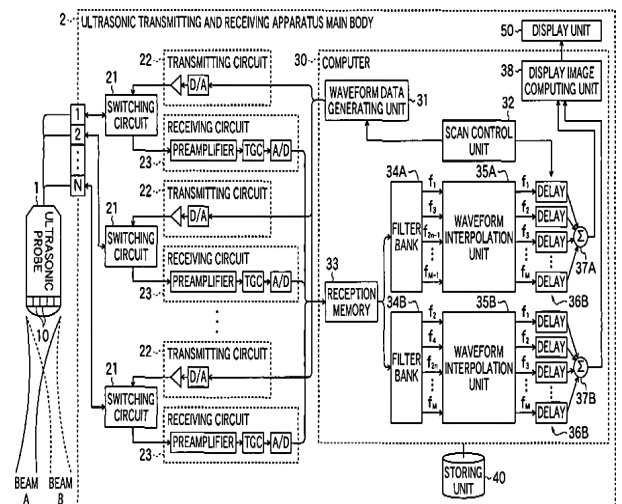 2 ULTRASONIC TRANSMITTING AND RECEIVING APPARATUS MAIN BODY
50 DISPLAY UNIT
30 COMPUTER
38 DISPLAY IMAGE COMPUTING UNIT
22 TRANSMITTING CIRCUIT
D/A
21
SWITCHING CIRCUIT
RECEIVING CIRCUIT
23 PREAMPLIFIER TGC A/D
WAVEFORM DATA GENERATING UNIT 31
32
SCAN CONTROL UNIT
1
2
N
1
ULTRASONIC PROBE
10
BEAM A
BEAM B
22
TRANSMITTING CIRCUIT
D/A
21
SWITCHING CIRCUIT
RECEIVING CIRCUIT
23 PREAMPLIFIER TGC A/D
22
TRANSMITTING CIRCUIT
D/A
21
SWITCHING CIRCUIT
RECEIVING CIRCUIT
23 PREAMPLIFIER TGC A/D
33
RECEPTION MEMORY
34A
FILTER BANK
f1
f3
f2n-1
fM-1
35A
WAVEFORM INTERPOLATION UNIT
f1
f2
f3
fM
DELAY
DELAY
DELAY
DELAY
Σ
37A
36B
34B
FILTER BANK
f2
f4
f2n
fM
35B
WAVEFORM INTERPOLATION UNIT
f1
f2
f3
fM
DELAY
DELAY
DELAY
DELAY
Σ
37B
36B
STORING UNIT
40